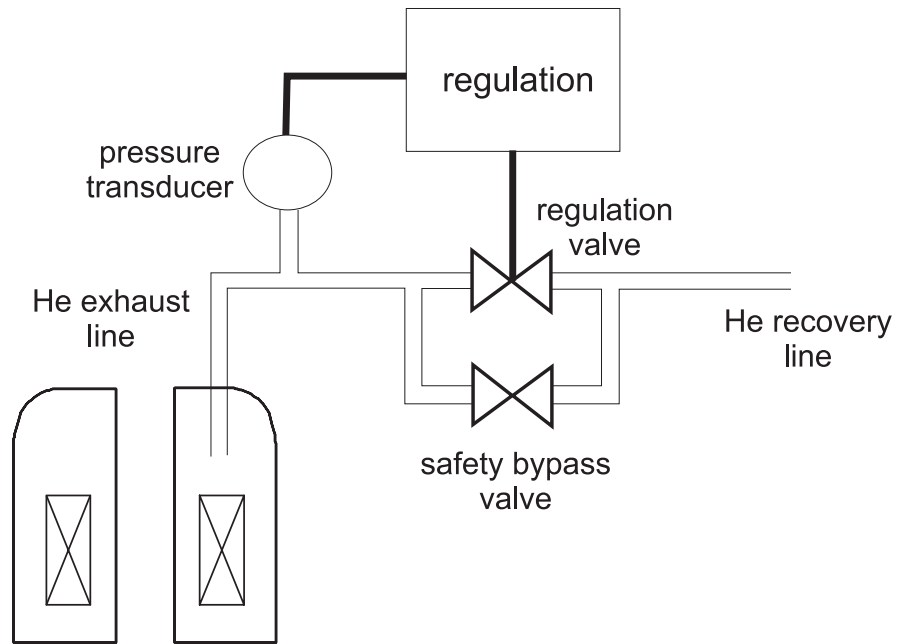 regulation
pressure
transducer
regulation
valve
He exhaust
line
He recovery
line
safety bypass
valve